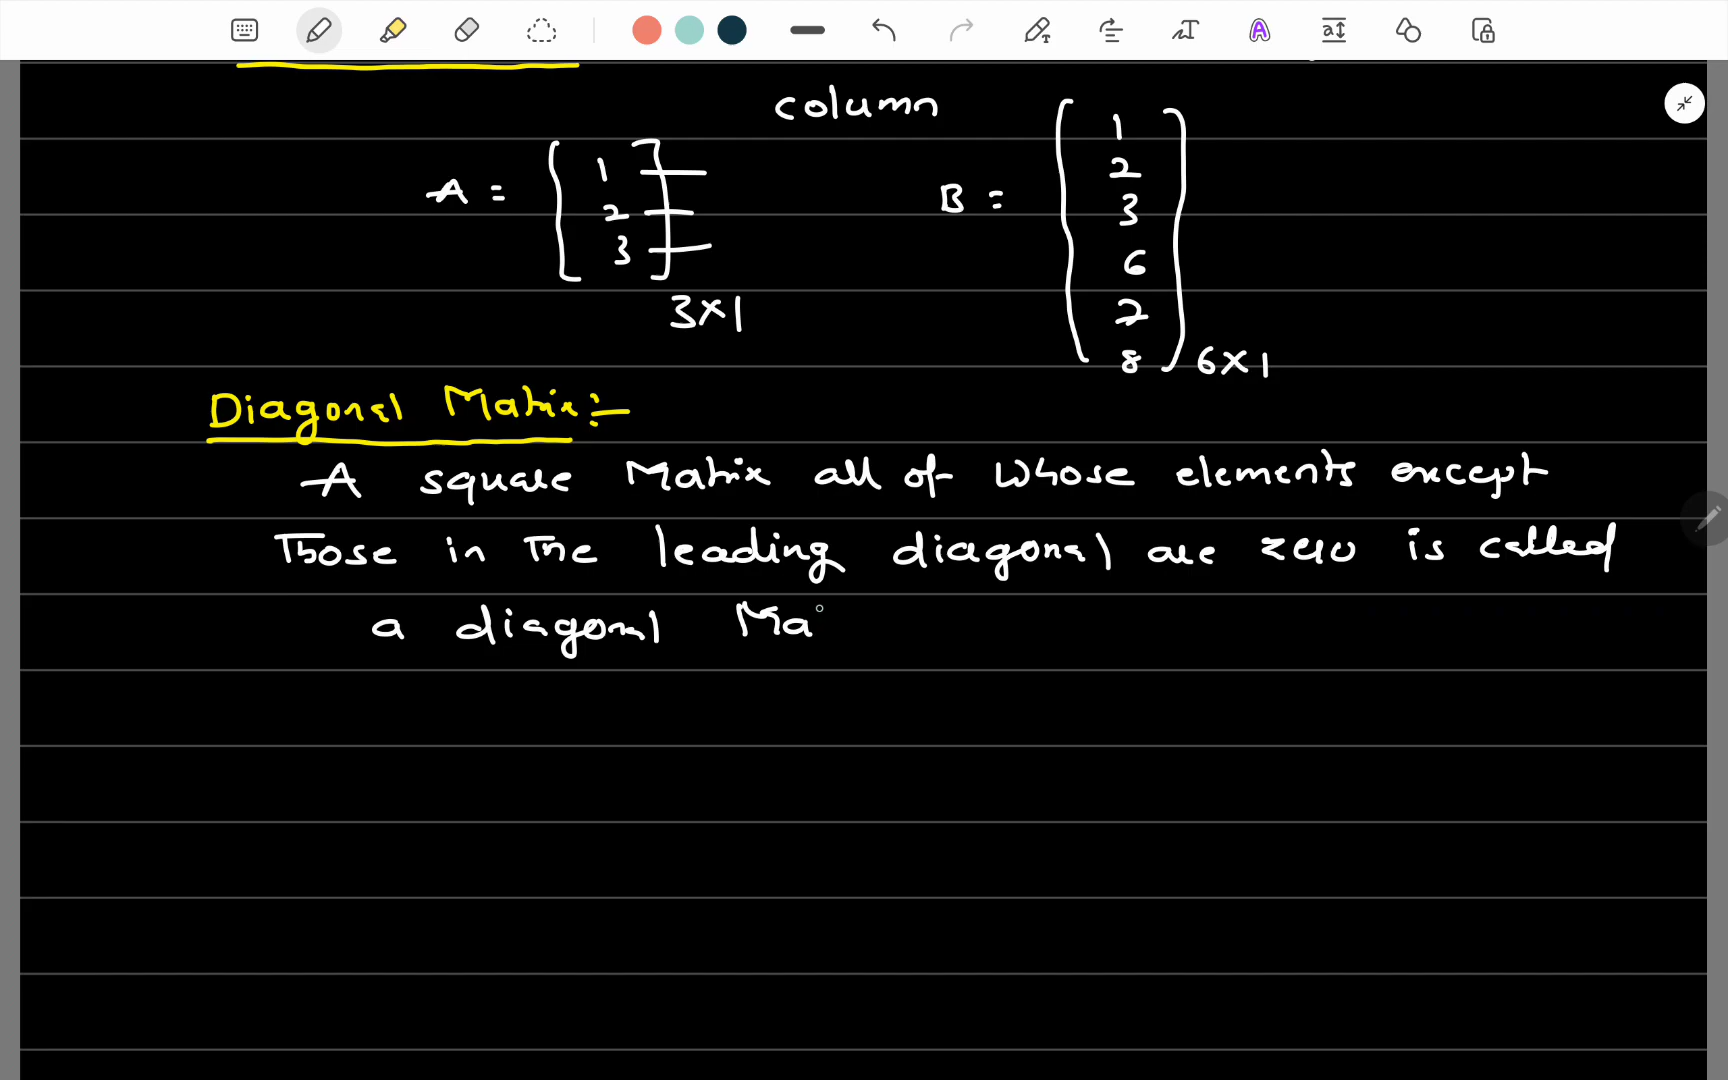 column
A = [ 1 2 3 ] 3×1
B = [ 1 2 3 6 2 8 ] 6×1
Diagonal Matrix:-
A square Matrix all of whose elements except
those in the leading diagonal are zero is called
a diagonal Ma